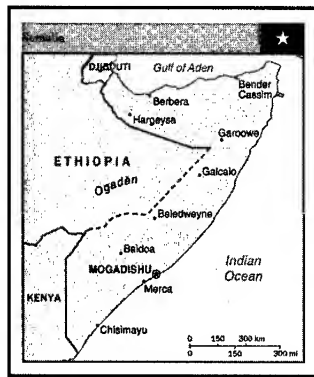 Somalia
DJIBOUTI
Gulf of Aden
Bender
Cassim
Berbera
Hargeysa
Garoowe
ETHIOPIA
Galcaio
Ogaden
Beledweyne
Baidoa
Indian
Ocean
MOGADISHU
KENYA
Merca
Chisimayu
0 150 300 km
0 150 300 mi